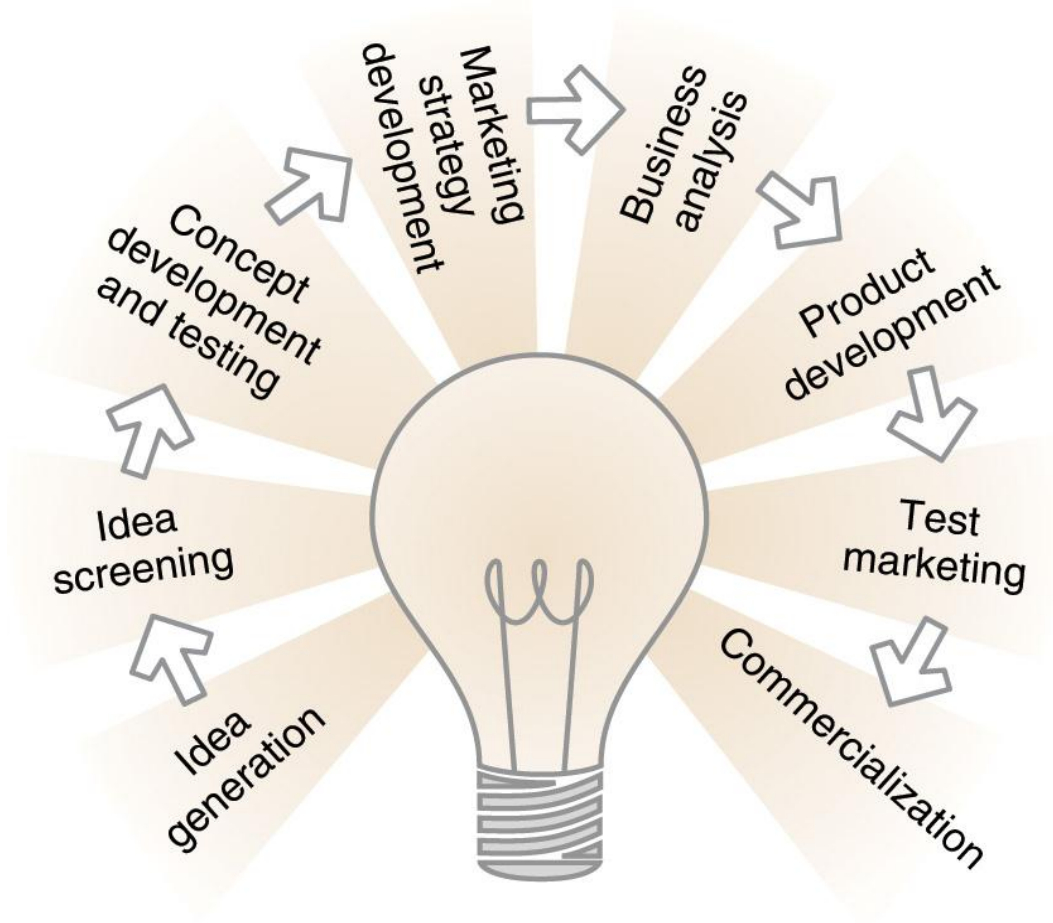 Idea
generation
Idea
screening
Concept
development
and testing
Marketing
strategy
development
Business
analysis
Product
development
Test
marketing
Commercialization